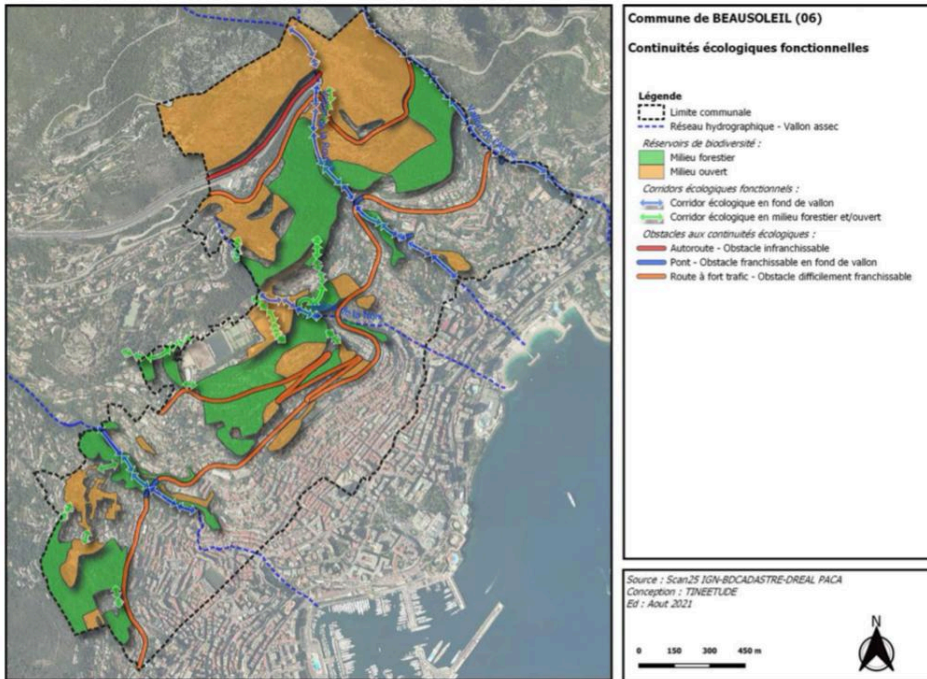 Commune de BEAUSOLEIL (06)
Continuités écologiques fonctionnelles
Légende
Limite communale
Réseau hydrographique - Vallon assec
Réservoirs de biodiversité :
Milieu forestier
Milieu ouvert
Corridors écologiques fonctionnels :
Corridor écologique en fond de vallon
Corridor écologique en milieu forestier et/ouvert
Obstacles aux continuités écologiques :
Autoroute - Obstacle infranchissable
Pont - Obstacle franchissable en fond de vallon
Route à fort trafic - Obstacle difficilement franchissable
Source : Scan25 IGN-BDCADASTRE-DREAL PACA
Conception : TINEETUDE
Ed : Aout 2021
N
0 150 300 450 m